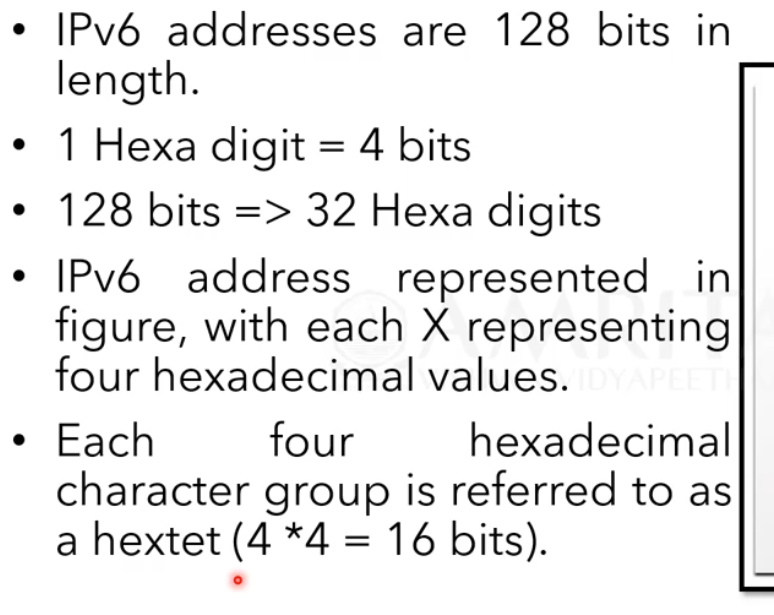 • IPv6 addresses are 128 bits in
length.
• 1 Hexa digit = 4 bits
• 128 bits => 32 Hexa digits
• IPv6 address represented in
figure, with each X representing
four hexadecimal values.
• Each four hexadecimal
character group is referred to as
a hextet (4 *4 = 16 bits).
AMRITA
VIDYAPEETH